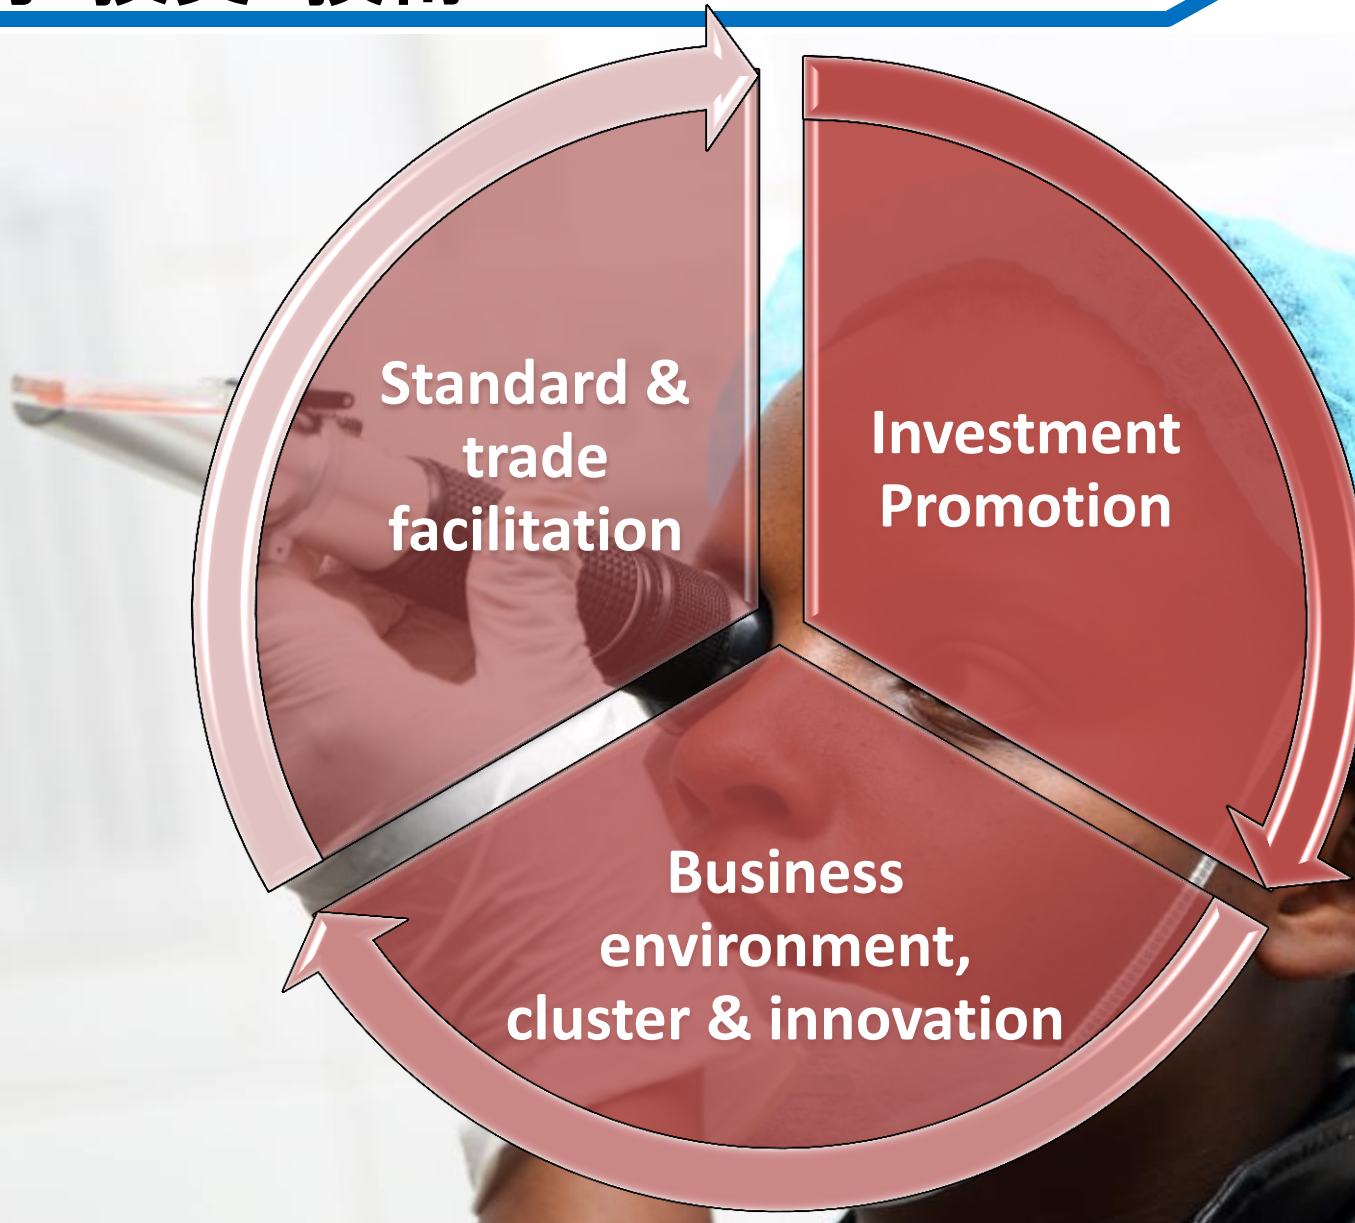 Standard &
trade
facilitation
Investment
Promotion
Business
environment,
cluster & innovation